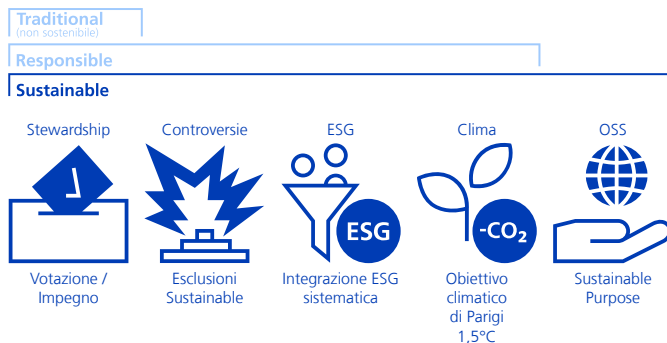 Traditional
(non sostenibile)
Responsible
Sustainable
Stewardship
Controversie
ESG
Clima
OSS
ESG
-CO₂
Votazione /
Impegno
Esclusioni
Sustainable
Integrazione ESG
sistematica
Obiettivo
climatico
di Parigi
1,5°C
Sustainable
Purpose